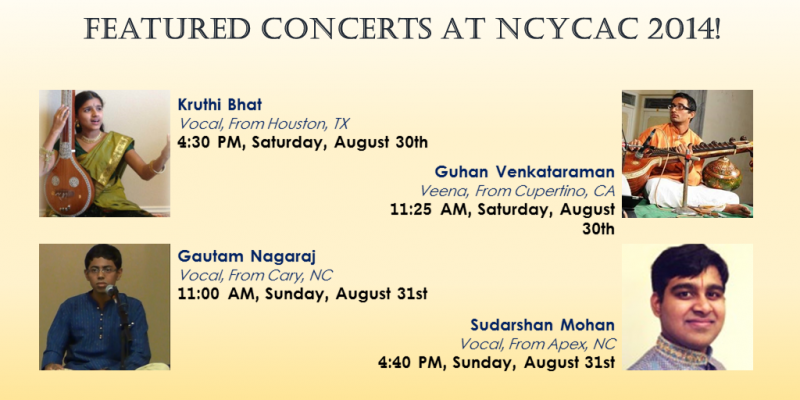 FEATURED CONCERTS AT NCYCAC 2014!
Kruthi Bhat
Vocal, From Houston, TX
4:30 PM, Saturday, August 30th
Guhan Venkataraman
Veena, From Cupertino, CA
11:25 AM, Saturday, August
30th
Gautam Nagaraj
Vocal, From Cary, NC
11:00 AM, Sunday, August 31st
Sudarshan Mohan
Vocal, From Apex, NC
4:40 PM, Sunday, August 31st